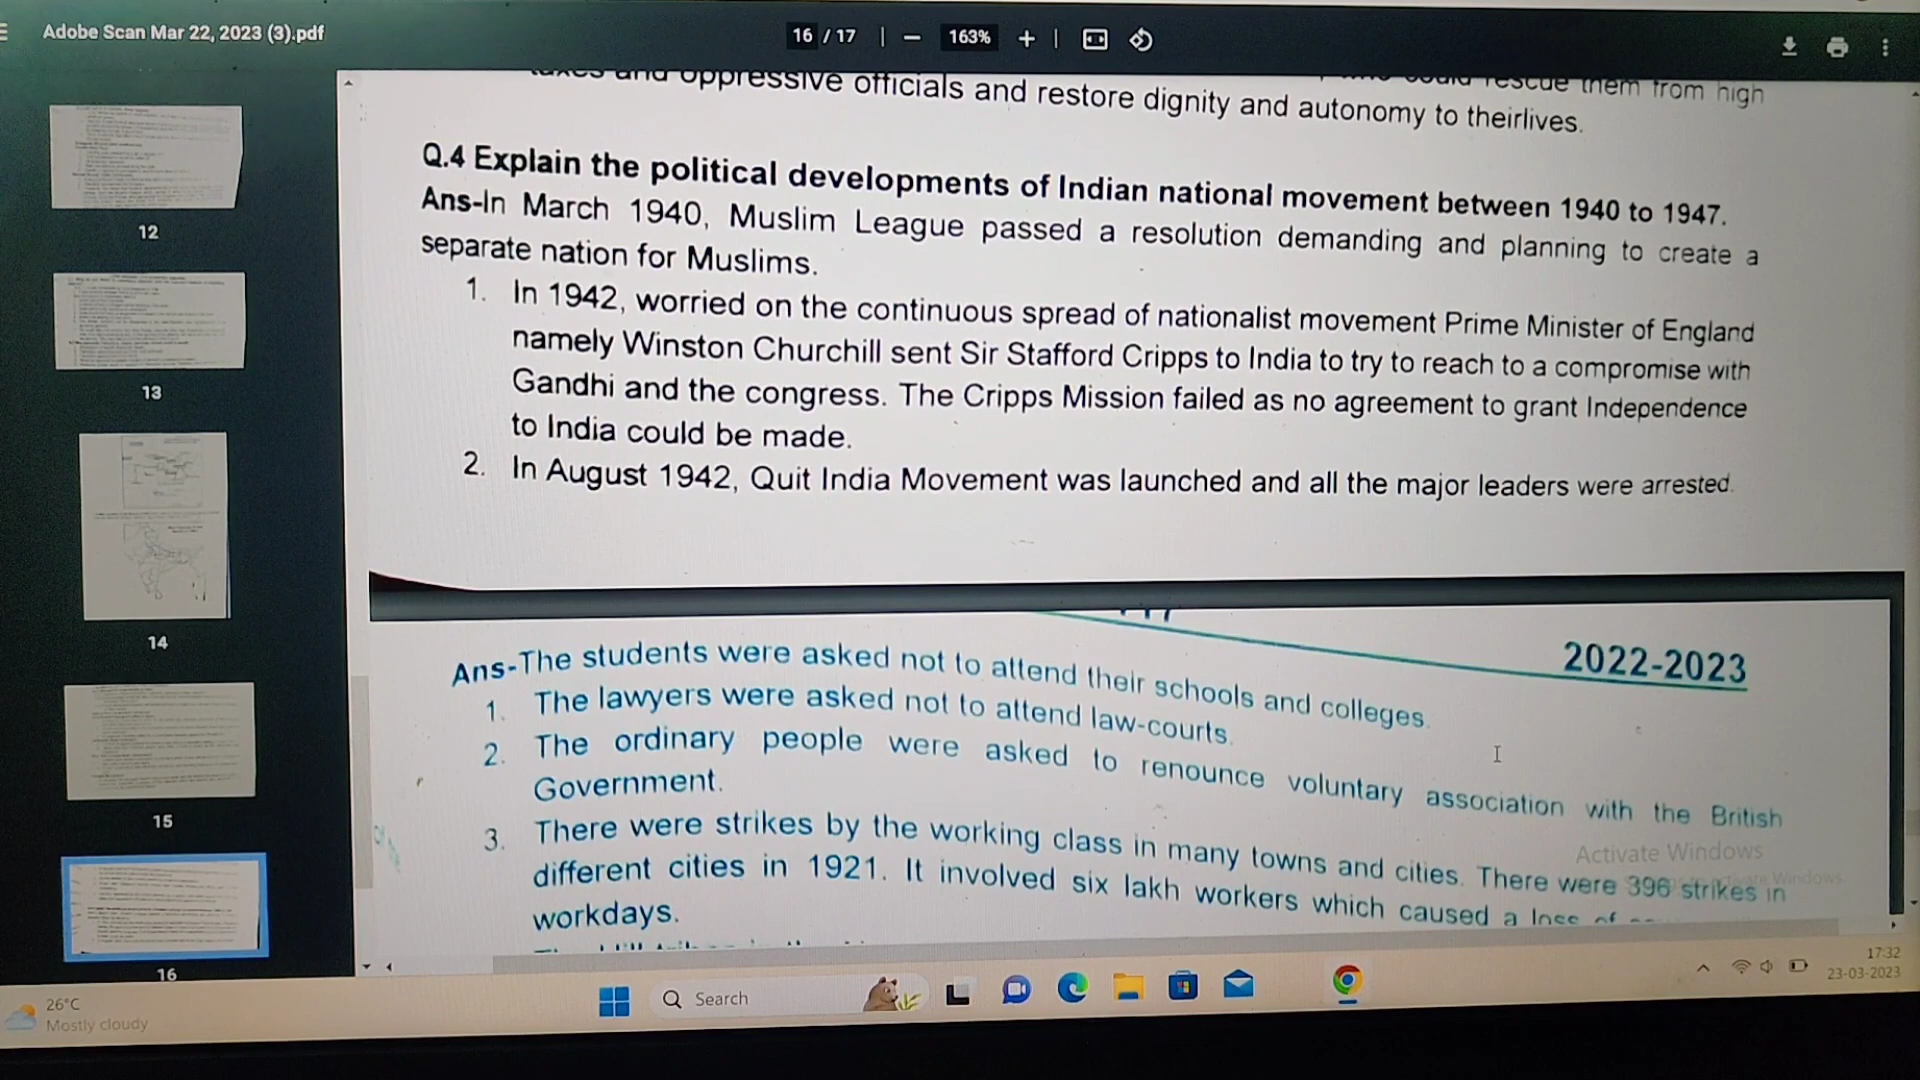 Adobe Scan Mar 22, 2023 (3).pdf
16 / 17 | — 163% + |
taxes and oppressive officials and restore dignity and autonomy to theirlives.
could rescue them from high
Q.4 Explain the political developments of Indian national movement between 1940 to 1947.
Ans-In March 1940, Muslim League passed a resolution demanding and planning to create a
separate nation for Muslims.
1. In 1942, worried on the continuous spread of nationalist movement Prime Minister of England
namely Winston Churchill sent Sir Stafford Cripps to India to try to reach to a compromise with
Gandhi and the congress. The Cripps Mission failed as no agreement to grant Independence
to India could be made.
2. In August 1942, Quit India Movement was launched and all the major leaders were arrested.
2022-2023
Ans-The students were asked not to attend their schools and colleges.
1. The lawyers were asked not to attend law-courts.
2. The ordinary people were asked to renounce voluntary association with the British
Government.
3. There were strikes by the working class in many towns and cities. There were 396 strikes in
different cities in 1921. It involved six lakh workers which caused a loss of
workdays.
Activate Windows
12
13
14
15
16
26°C
Mostly cloudy
Search
17:32
23-03-2023